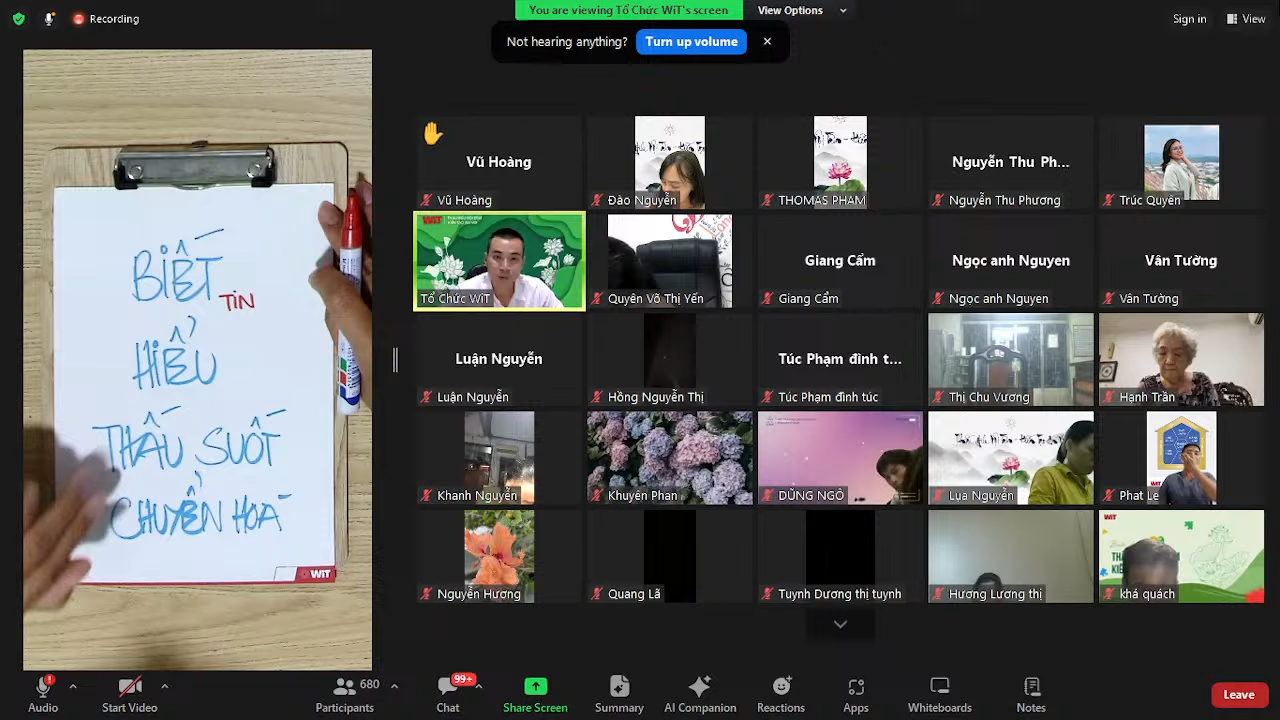 Recording
You are viewing Tổ Chức WiT's screen
View Options
Sign in
View
Not hearing anything?
Turn up volume
BIẾT
TIN
HIỂU
THẤU SUỐT
CHUYỂN HOÁ
WiT
Vũ Hoàng
Vũ Hoàng
Đào Nguyễn
THOMAS PHAM
Nguyễn Thu Ph...
Nguyễn Thu Phương
Trúc Quyên
WiT
Tổ Chức WiT
Quyên Võ Thị Yến
Giang Cẩm
Giang Cẩm
Ngọc anh Nguyen
Ngọc anh Nguyen
Vân Tường
Vân Tường
Luận Nguyễn
Luận Nguyễn
Hồng Nguyễn Thị
Túc Phạm đình t...
Túc Phạm đình túc
Thị Chu Vương
Hạnh Trần
Khanh Nguyễn
Khuyên Phan
DUNG NGÔ
Lụa Nguyễn
Phat Le
Nguyễn Hương
Quang Lã
Tuynh Dương thị tuynh
Hương Lương thị
WiT
khá quách
Audio
Start Video
680
Participants
99+
Chat
Share Screen
Summary
AI Companion
Reactions
Apps
Whiteboards
Notes
Leave